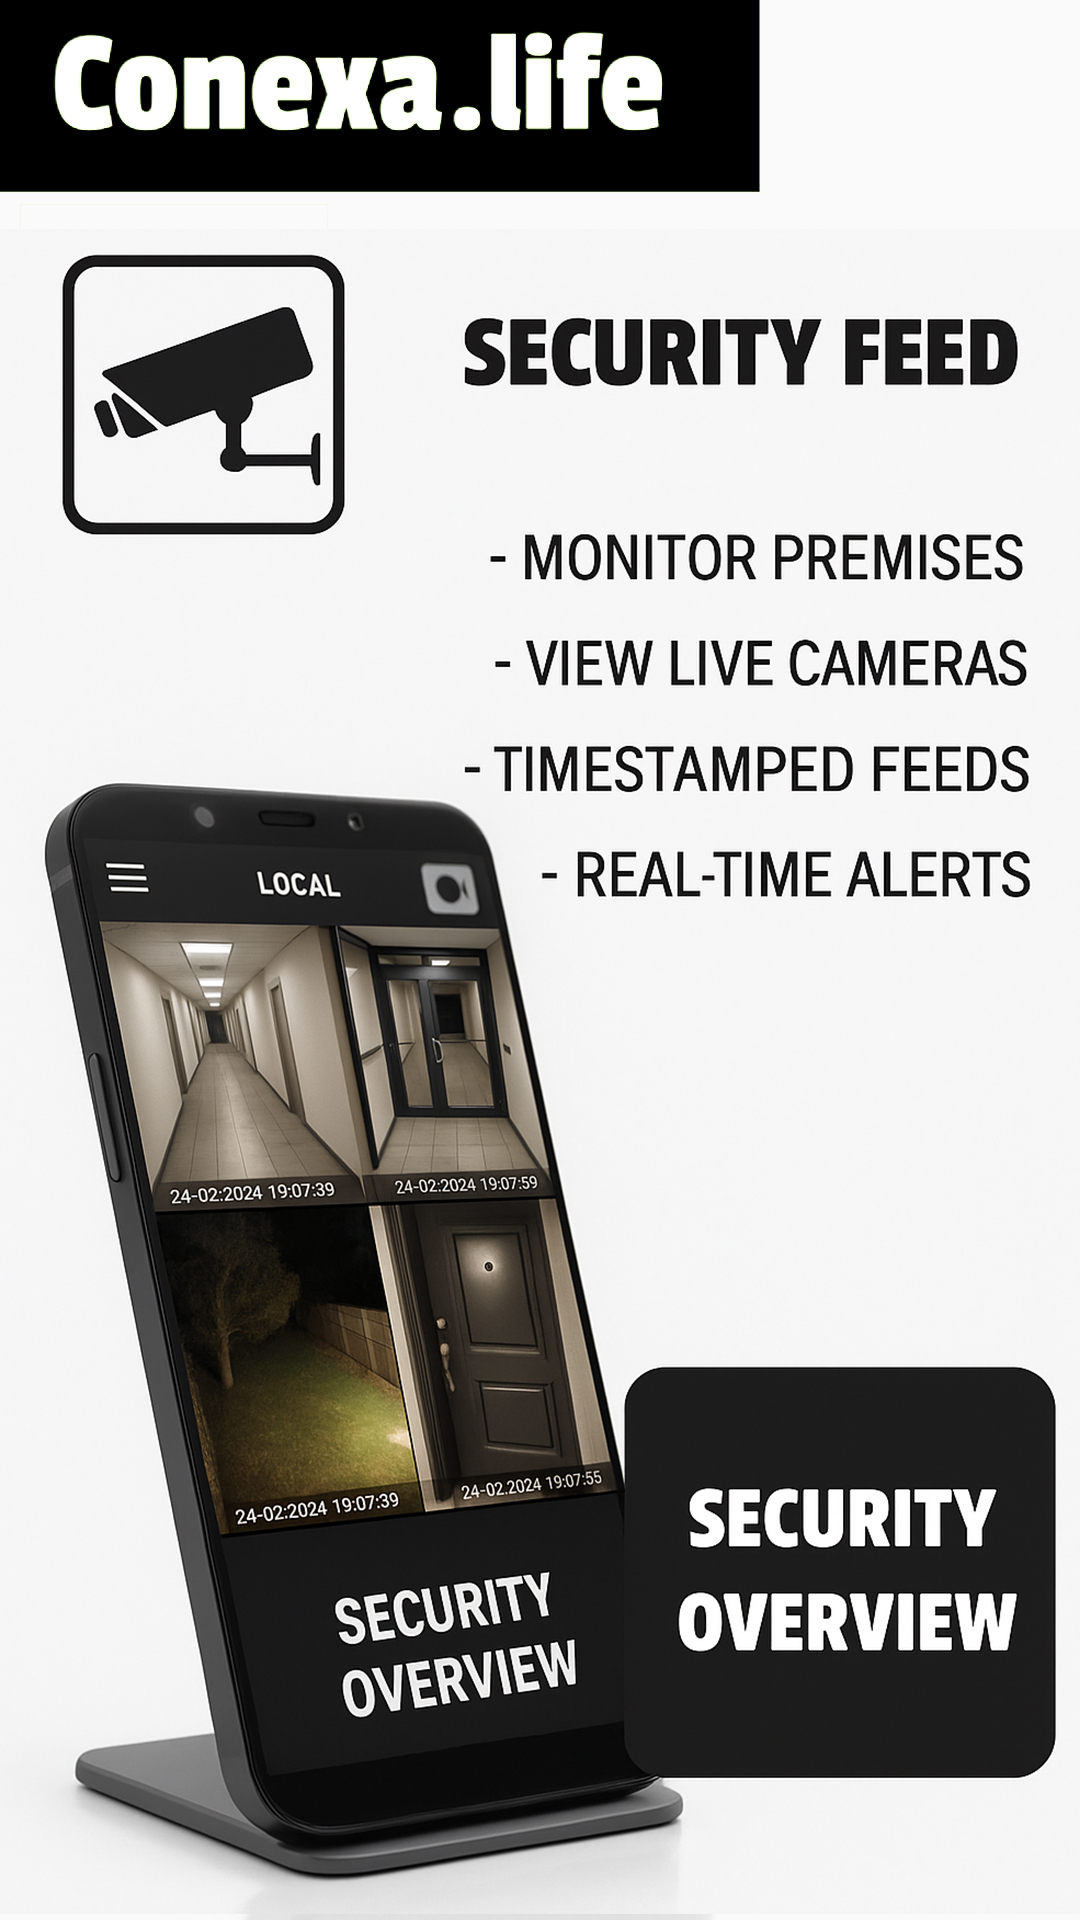 Conexa.life
SECURITY FEED
- MONITOR PREMISES
- VIEW LIVE CAMERAS
- TIMESTAMPED FEEDS
- REAL-TIME ALERTS
LOCAL
24-02:2024 19:07:39
24-02:2024 19:07:59
24-02:2024 19:07:39
24-02.2024 19:07:55
SECURITY
OVERVIEW
SECURITY
OVERVIEW